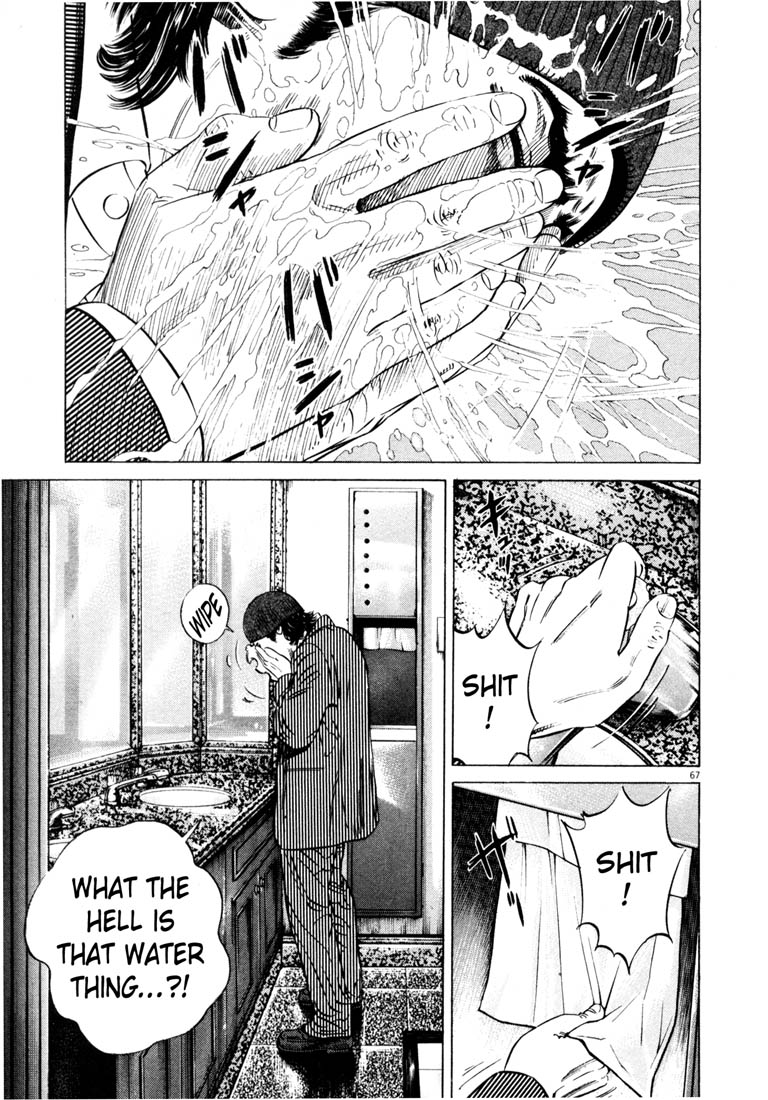 SHIT
!
67
SHIT
!
WIPE
WHAT THE
HELL IS
THAT WATER
THING...?!